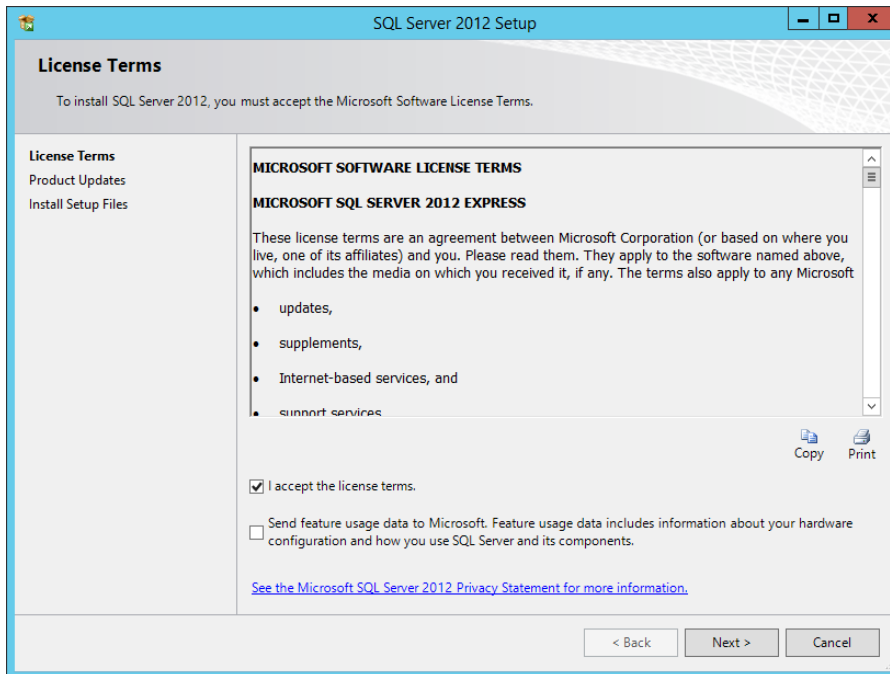 SQL Server 2012 Setup
License Terms
To install SQL Server 2012, you must accept the Microsoft Software License Terms.
License Terms
Product Updates
Install Setup Files
MICROSOFT SOFTWARE LICENSE TERMS
MICROSOFT SQL SERVER 2012 EXPRESS
These license terms are an agreement between Microsoft Corporation (or based on where you
live, one of its affiliates) and you. Please read them. They apply to the software named above,
which includes the media on which you received it, if any. The terms also apply to any Microsoft
• updates,
• supplements,
• Internet-based services, and
• support services
Copy
Print
I accept the license terms.
Send feature usage data to Microsoft. Feature usage data includes information about your hardware
configuration and how you use SQL Server and its components.
See the Microsoft SQL Server 2012 Privacy Statement for more information.
< Back
Next >
Cancel